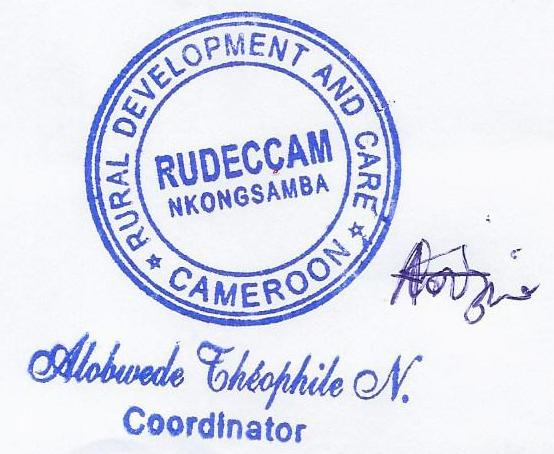 RURAL DEVELOPMENT AND CARE
RUDECCAM
NKONGSAMBA
★ CAMEROON ★
Alobwede Théophile N.
Coordinator